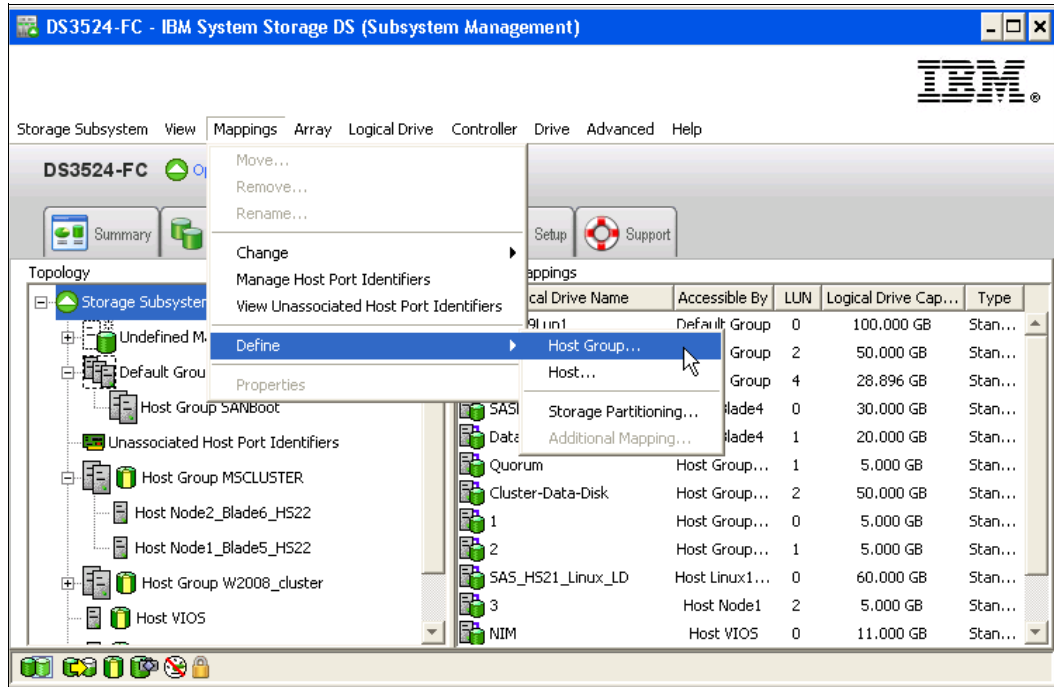 DS3524-FC - IBM System Storage DS (Subsystem Management)
IBM®
Storage Subsystem View Mappings Array Logical Drive Controller Drive Advanced Help
DS3524-FC
Summary Setup Support
Move...
Remove...
Rename...
Change
Manage Host Port Identifiers
View Unassociated Host Port Identifiers
Define
Properties
Host Group...
Host...
Storage Partitioning...
Additional Mapping...
Topology
Storage
Undefined
Default
Host Group SANBoot
Unassociated Host Port Identifiers
Host Group MSCLUSTER
Host Node2_Blade6_HS22
Host Node1_Blade5_HS22
Host Group W2008_cluster
Host VIOS
Drive Name Accessible By LUN Logical Drive Cap... Type
Default Group 0 100.000 GB Stan...
Group 2 50.000 GB Stan...
Group 4 28.896 GB Stan...
0 30.000 GB Stan...
1 20.000 GB Stan...
Quorum Host Group... 1 5.000 GB Stan...
Cluster-Data-Disk Host Group... 2 50.000 GB Stan...
1 Host Group... 0 5.000 GB Stan...
2 Host Group... 1 5.000 GB Stan...
SAS_HS21_Linux_LD Host Linux1... 0 60.000 GB Stan...
3 Host Node1 2 5.000 GB Stan...
NIM Host VIOS 0 11.000 GB Stan...